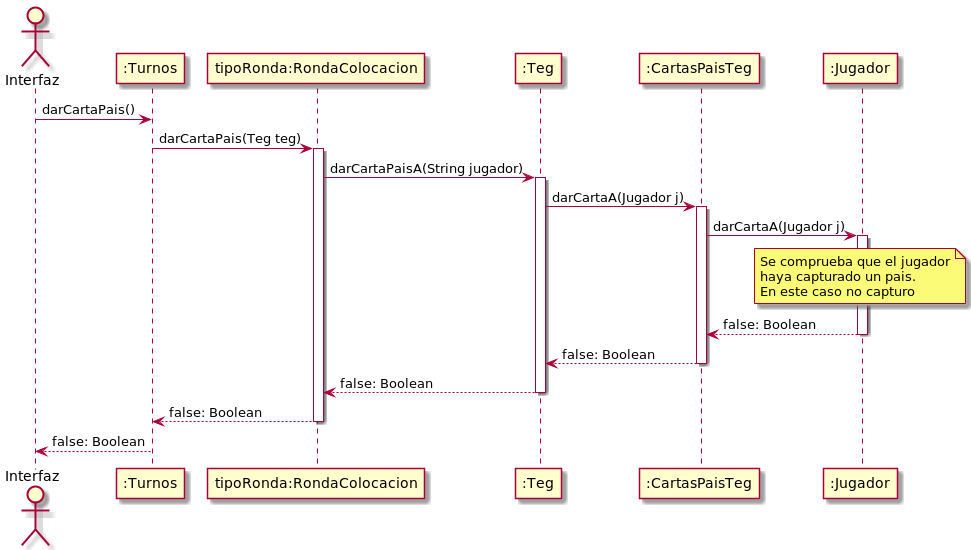 Interfaz
:Turnos
tipoRonda:RondaColocacion
:Teg
:CartasPaisTeg
:Jugador
darCartaPais()
darCartaPais(Teg teg)
darCartaPaisA(String jugador)
darCartaA(Jugador j)
darCartaA(Jugador j)
Se comprueba que el jugador
haya capturado un pais.
En este caso no capturo
false: Boolean
false: Boolean
false: Boolean
false: Boolean
false: Boolean
Interfaz
:Turnos
tipoRonda:RondaColocacion
:Teg
:CartasPaisTeg
:Jugador